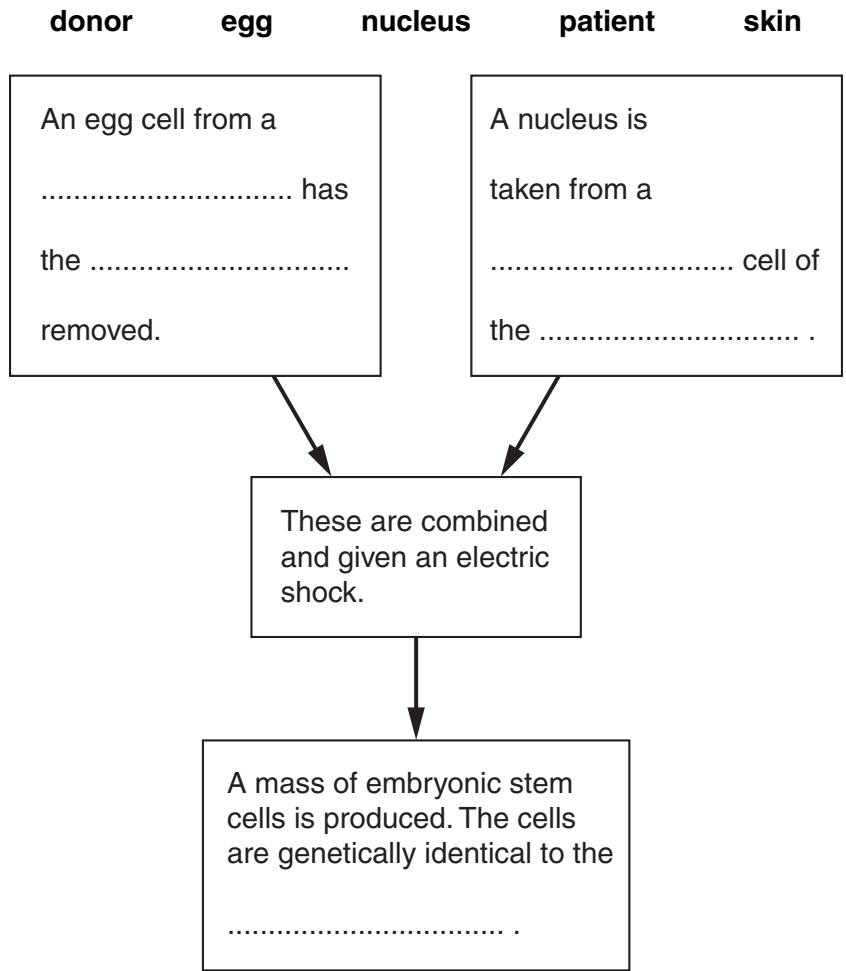 donor egg nucleus patient skin
An egg cell from a
............................... has
the ................................
removed.
A nucleus is
taken from a
.............................. cell of
the ................................ .
These are combined
and given an electric
shock.
A mass of embryonic stem
cells is produced. The cells
are genetically identical to the
.................................. .